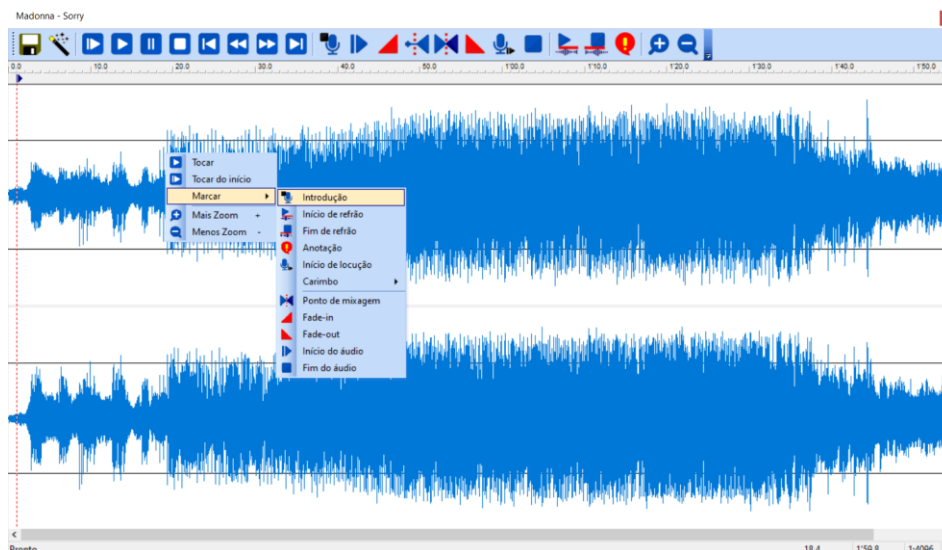 Madonna - Sorry
0.0 10.0 20.0 30.0 40.0 50.0 1'00.0 1'10.0 1'20.0 1'30.0 1'40.0 1'50.0
Tocar
Tocar do início
Marcar
Mais Zoom +
Menos Zoom -
Introdução
Início de refrão
Fim de refrão
Anotação
Início de locução
Carimbo
Ponto de mixagem
Fade-in
Fade-out
Início do áudio
Fim do áudio
Pronto 18.4 1'59.8 1:4096